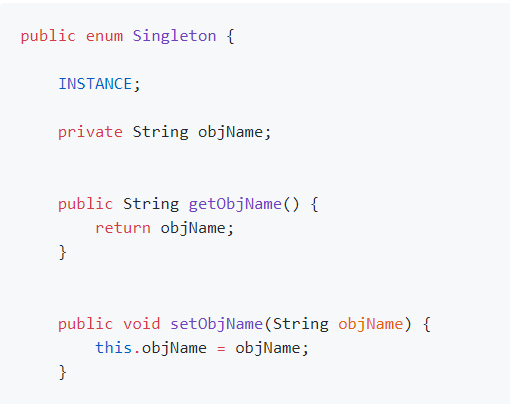 public enum Singleton {
INSTANCE;
private String objName;
public String getObjName() {
return objName;
}
public void setObjName(String objName) {
this.objName = objName;
}